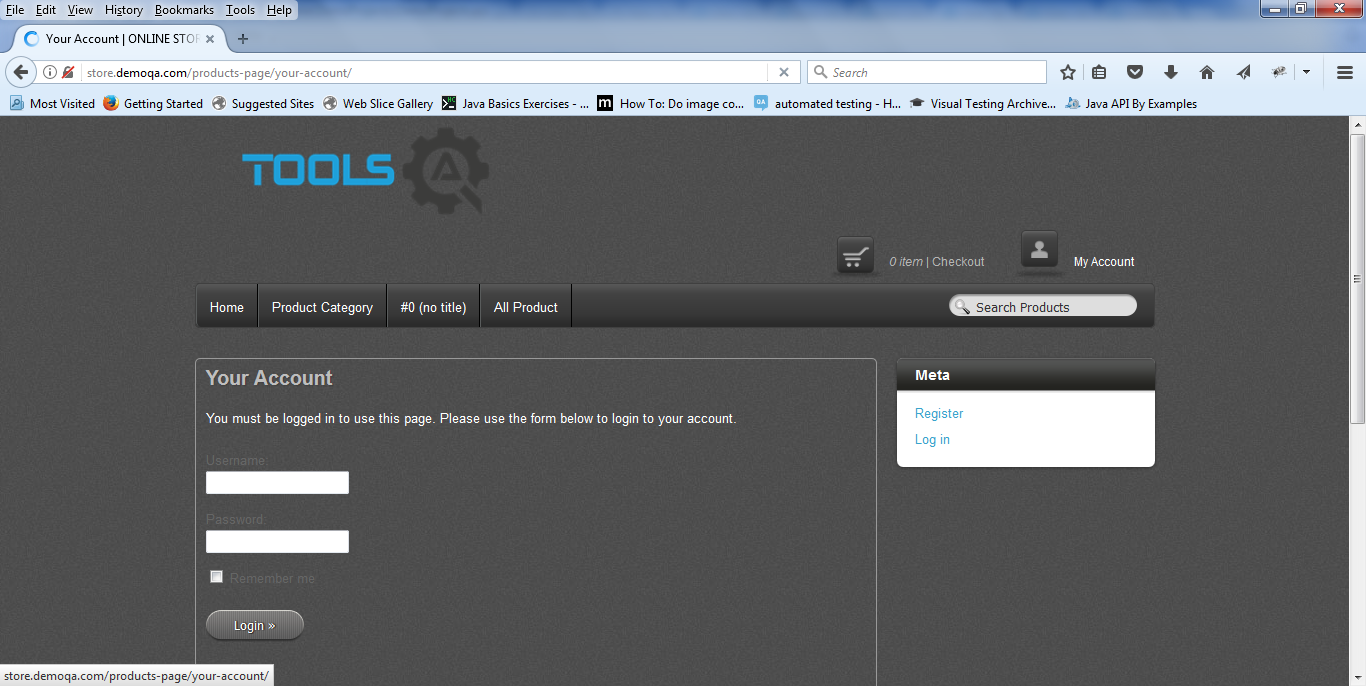 File Edit View History Bookmarks Tools Help
Your Account | ONLINE STO
store.demoqa.com/products-page/your-account/
Search
Most Visited Getting Started Suggested Sites Web Slice Gallery Java Basics Exercises - ... How To: Do image co... automated testing - H... Visual Testing Archive... Java API By Examples
TOOLS QA
0 item | Checkout My Account
Home Product Category #0 (no title) All Product Search Products
Your Account
You must be logged in to use this page. Please use the form below to login to your account.
Username:
Password:
Remember me
Login »
Meta
Register
Log in
store.demoqa.com/products-page/your-account/